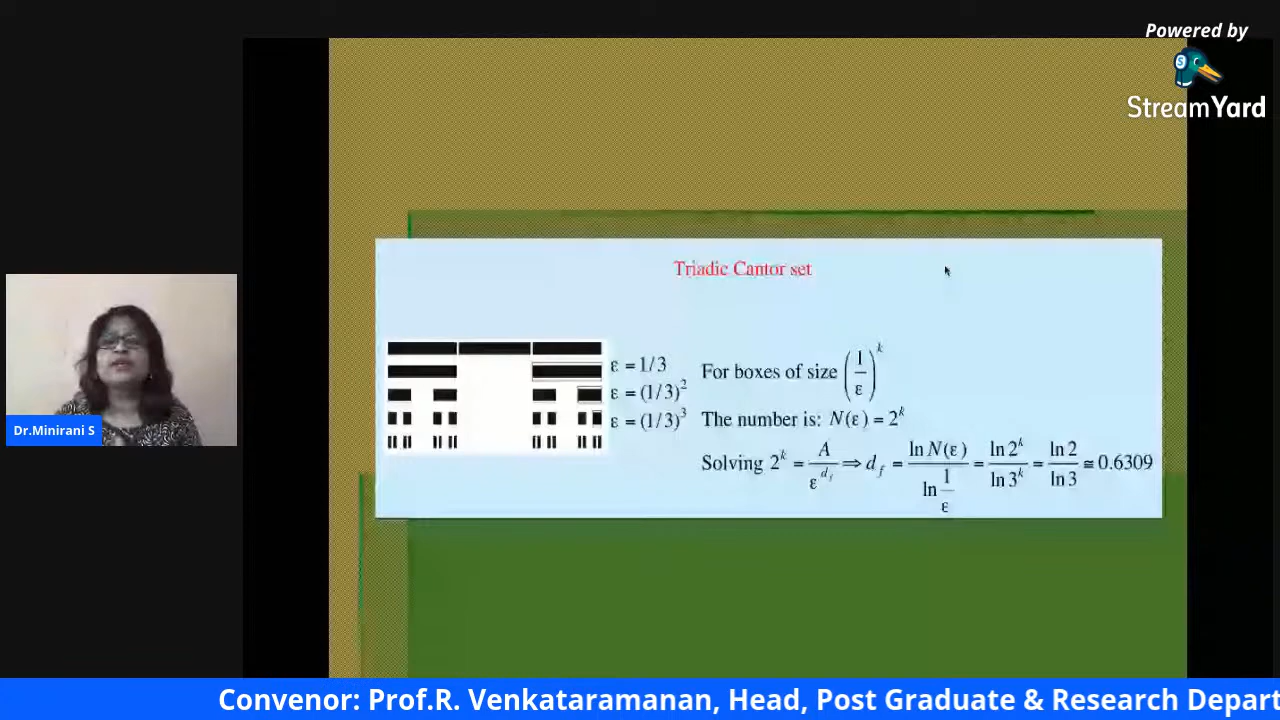 Powered by
StreamYard
Triadic Cantor set
ε = 1/3
ε = (1/3)²
ε = (1/3)³
For boxes of size (1/ε)^k
The number is: N(ε) = 2^k
Solving 2^k = A/ε^{d_f} ⇒ d_f = ln N(ε)/ln 1/ε = ln 2^k/ln 3^k = ln 2/ln 3 ≅ 0.6309
Dr.Minirani S
Convenor: Prof.R. Venkataramanan, Head, Post Graduate & Research Depart